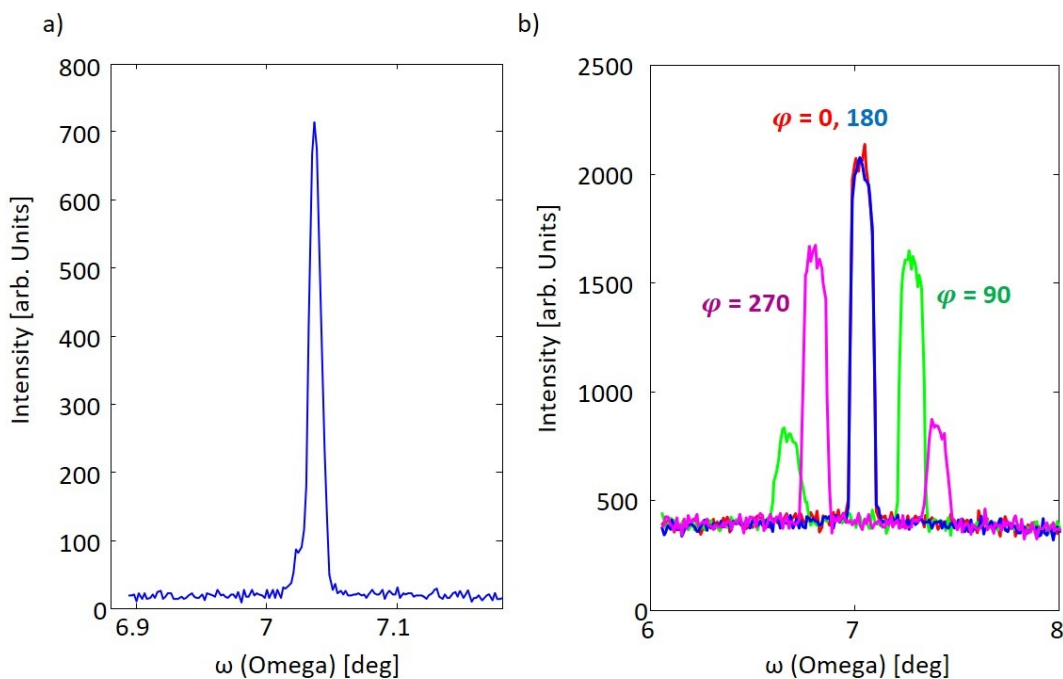 a)
800
700
600
500
400
300
200
100
0
6.9
7
7.1
Intensity [arb. Units]
ω (Omega) [deg]
b)
2500
2000
1500
1000
500
0
6
7
8
Intensity [arb. Units]
ω (Omega) [deg]
φ = 0, 180
φ = 270
φ = 90